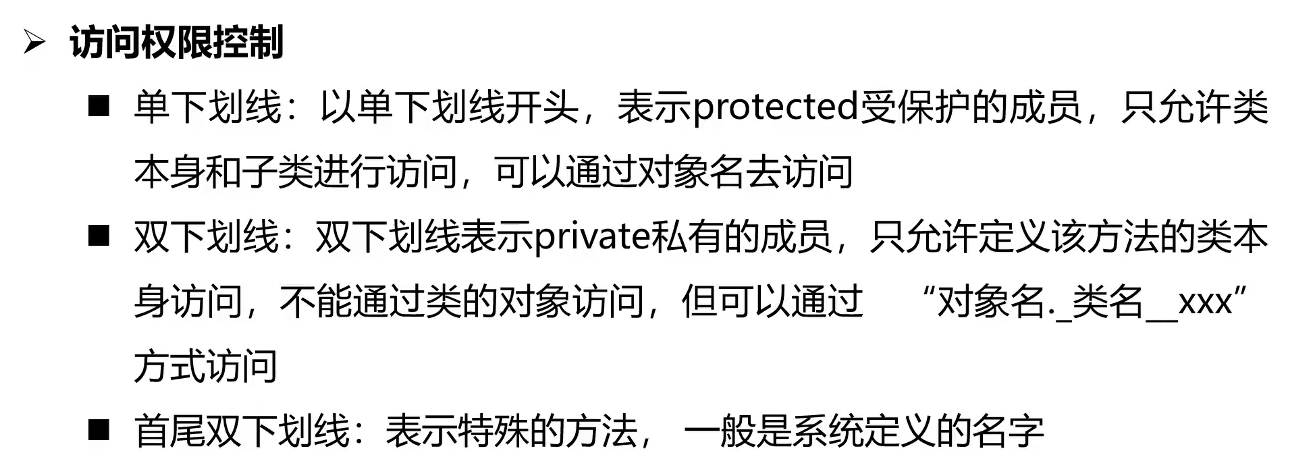 ➢ 访问权限控制
■ 单下划线：以单下划线开头，表示protected受保护的成员，只允许类
本身和子类进行访问，可以通过对象名去访问
■ 双下划线：双下划线表示private私有的成员，只允许定义该方法的类本
身访问，不能通过类的对象访问，但可以通过 “对象名._类名__xxx”
方式访问
■ 首尾双下划线：表示特殊的方法， 一般是系统定义的名字